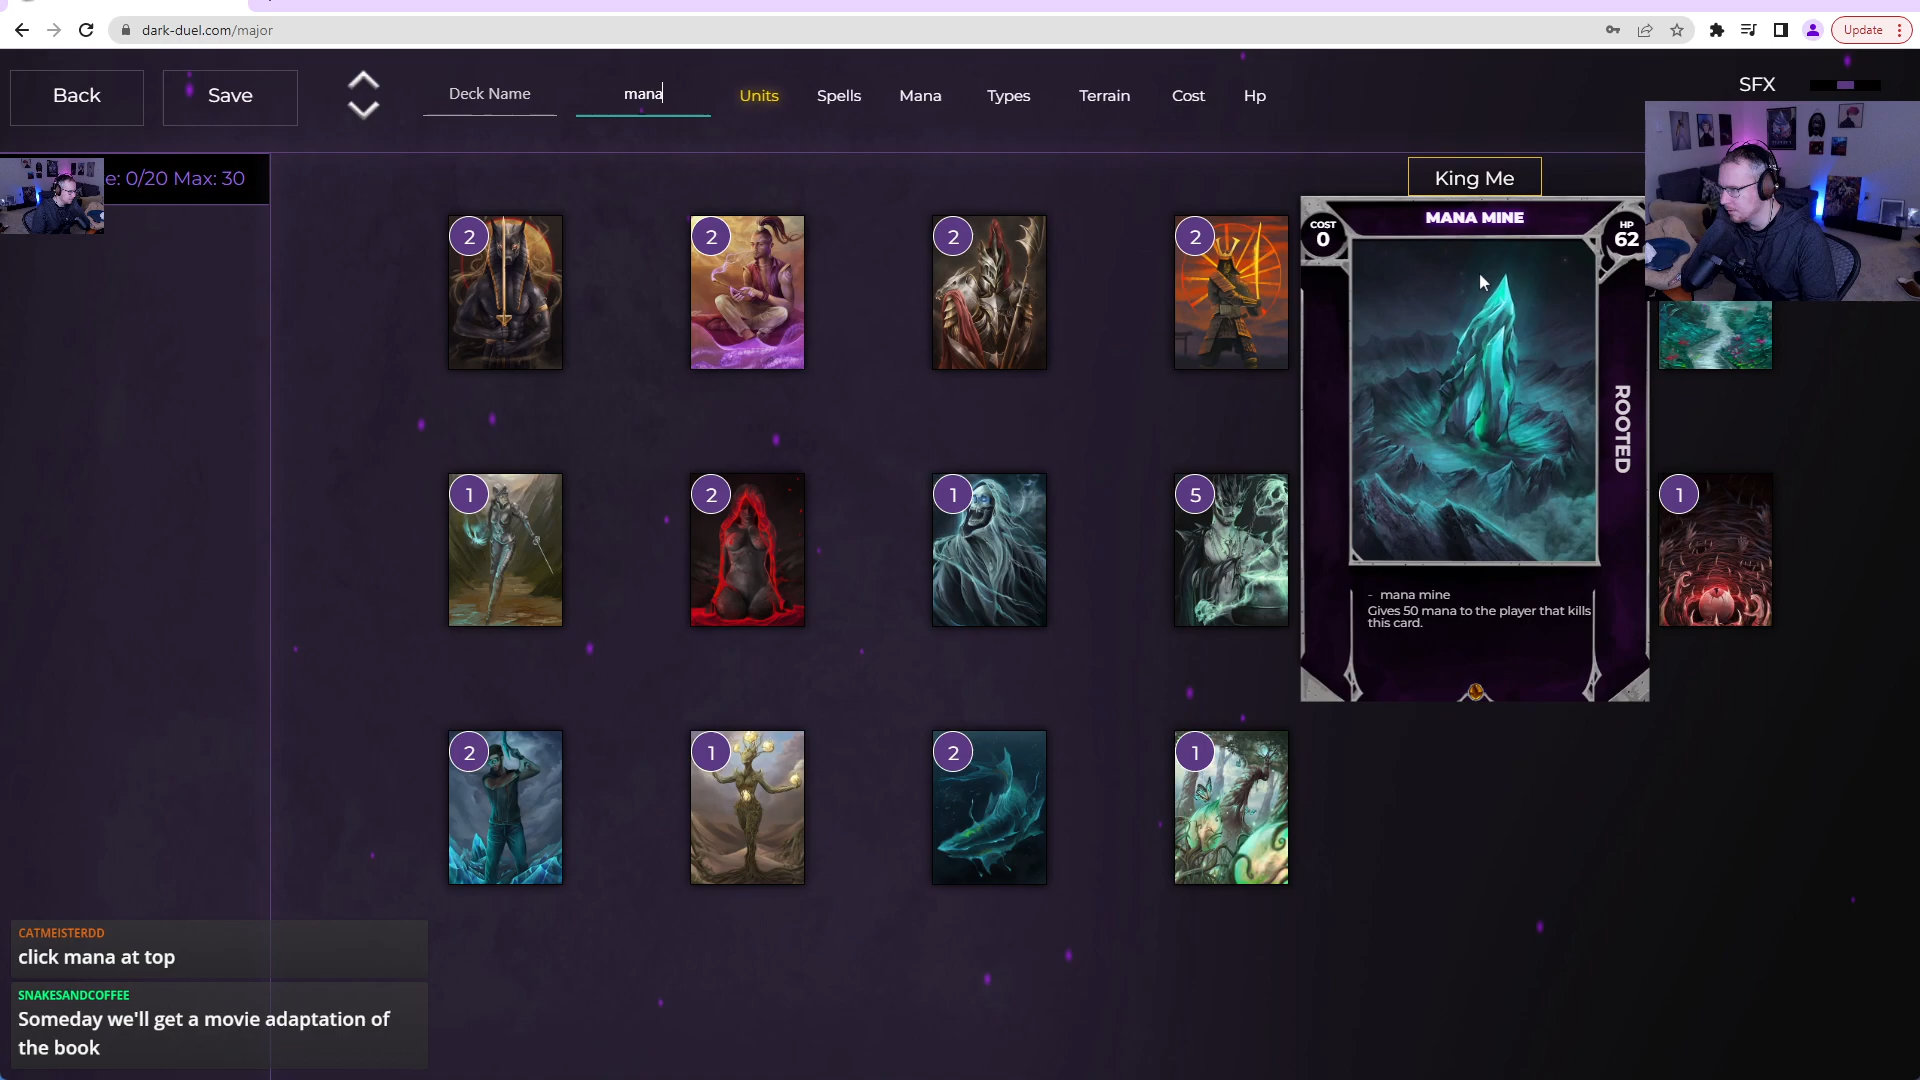 dark-duel.com/major
Update
Back
Save
Deck Name
mana
Units
Spells
Mana
Types
Terrain
Cost
Hp
SFX
e: 0/20 Max: 30
King Me
COST
0
MANA MINE
HP
62
ROOTED
- mana mine
Gives 50 mana to the player that kills
this card.
2
2
2
2
1
2
1
5
1
2
1
2
1
CATMEISTERDD
click mana at top
SNAKESANDCOFFEE
Someday we'll get a movie adaptation of
the book